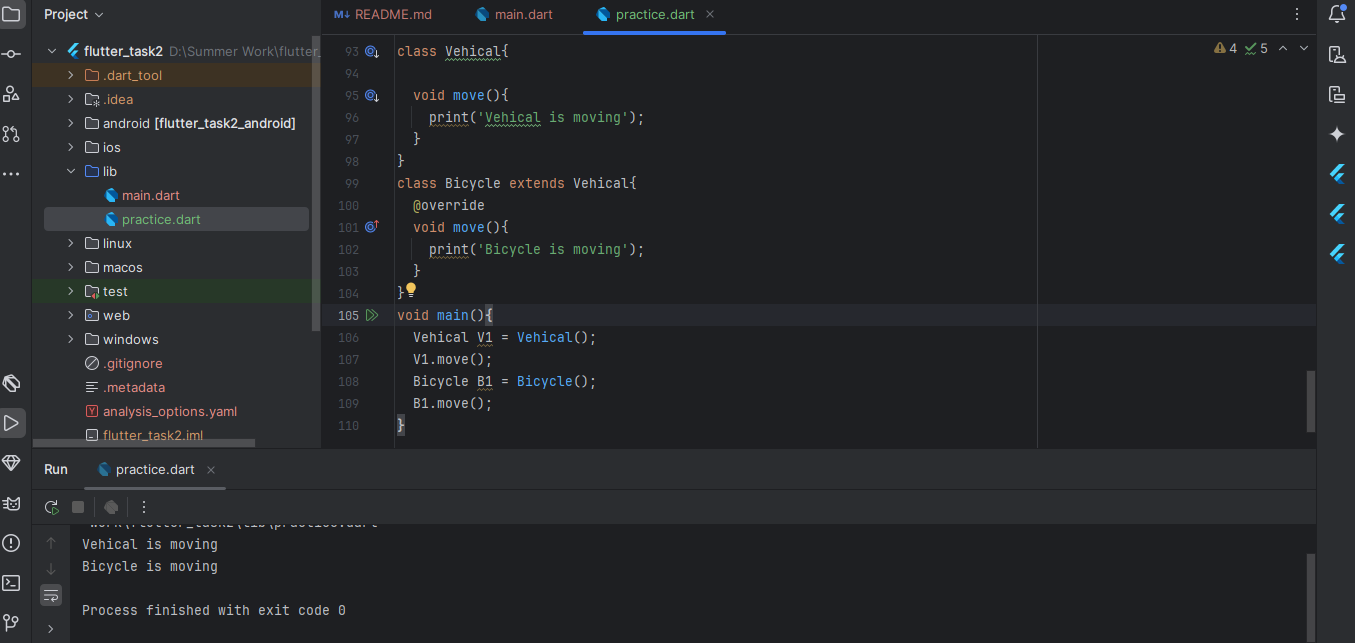 Project
README.md
main.dart
practice.dart
flutter_task2 D:\Summer Work\flutter_
.dart_tool
.idea
android [flutter_task2_android]
ios
lib
main.dart
practice.dart
linux
macos
test
web
windows
.gitignore
.metadata
analysis_options.yaml
flutter_task2.iml
4 5
93 class Vehical{
94
95 void move(){
96 print('Vehical is moving');
97 }
98 }
99 class Bicycle extends Vehical{
100 @override
101 void move(){
102 print('Bicycle is moving');
103 }
104 }
105 void main(){
106 Vehical V1 = Vehical();
107 V1.move();
108 Bicycle B1 = Bicycle();
109 B1.move();
110 }
Run practice.dart
Work\flutter_task2\lib\practice.dart
Vehical is moving
Bicycle is moving
Process finished with exit code 0